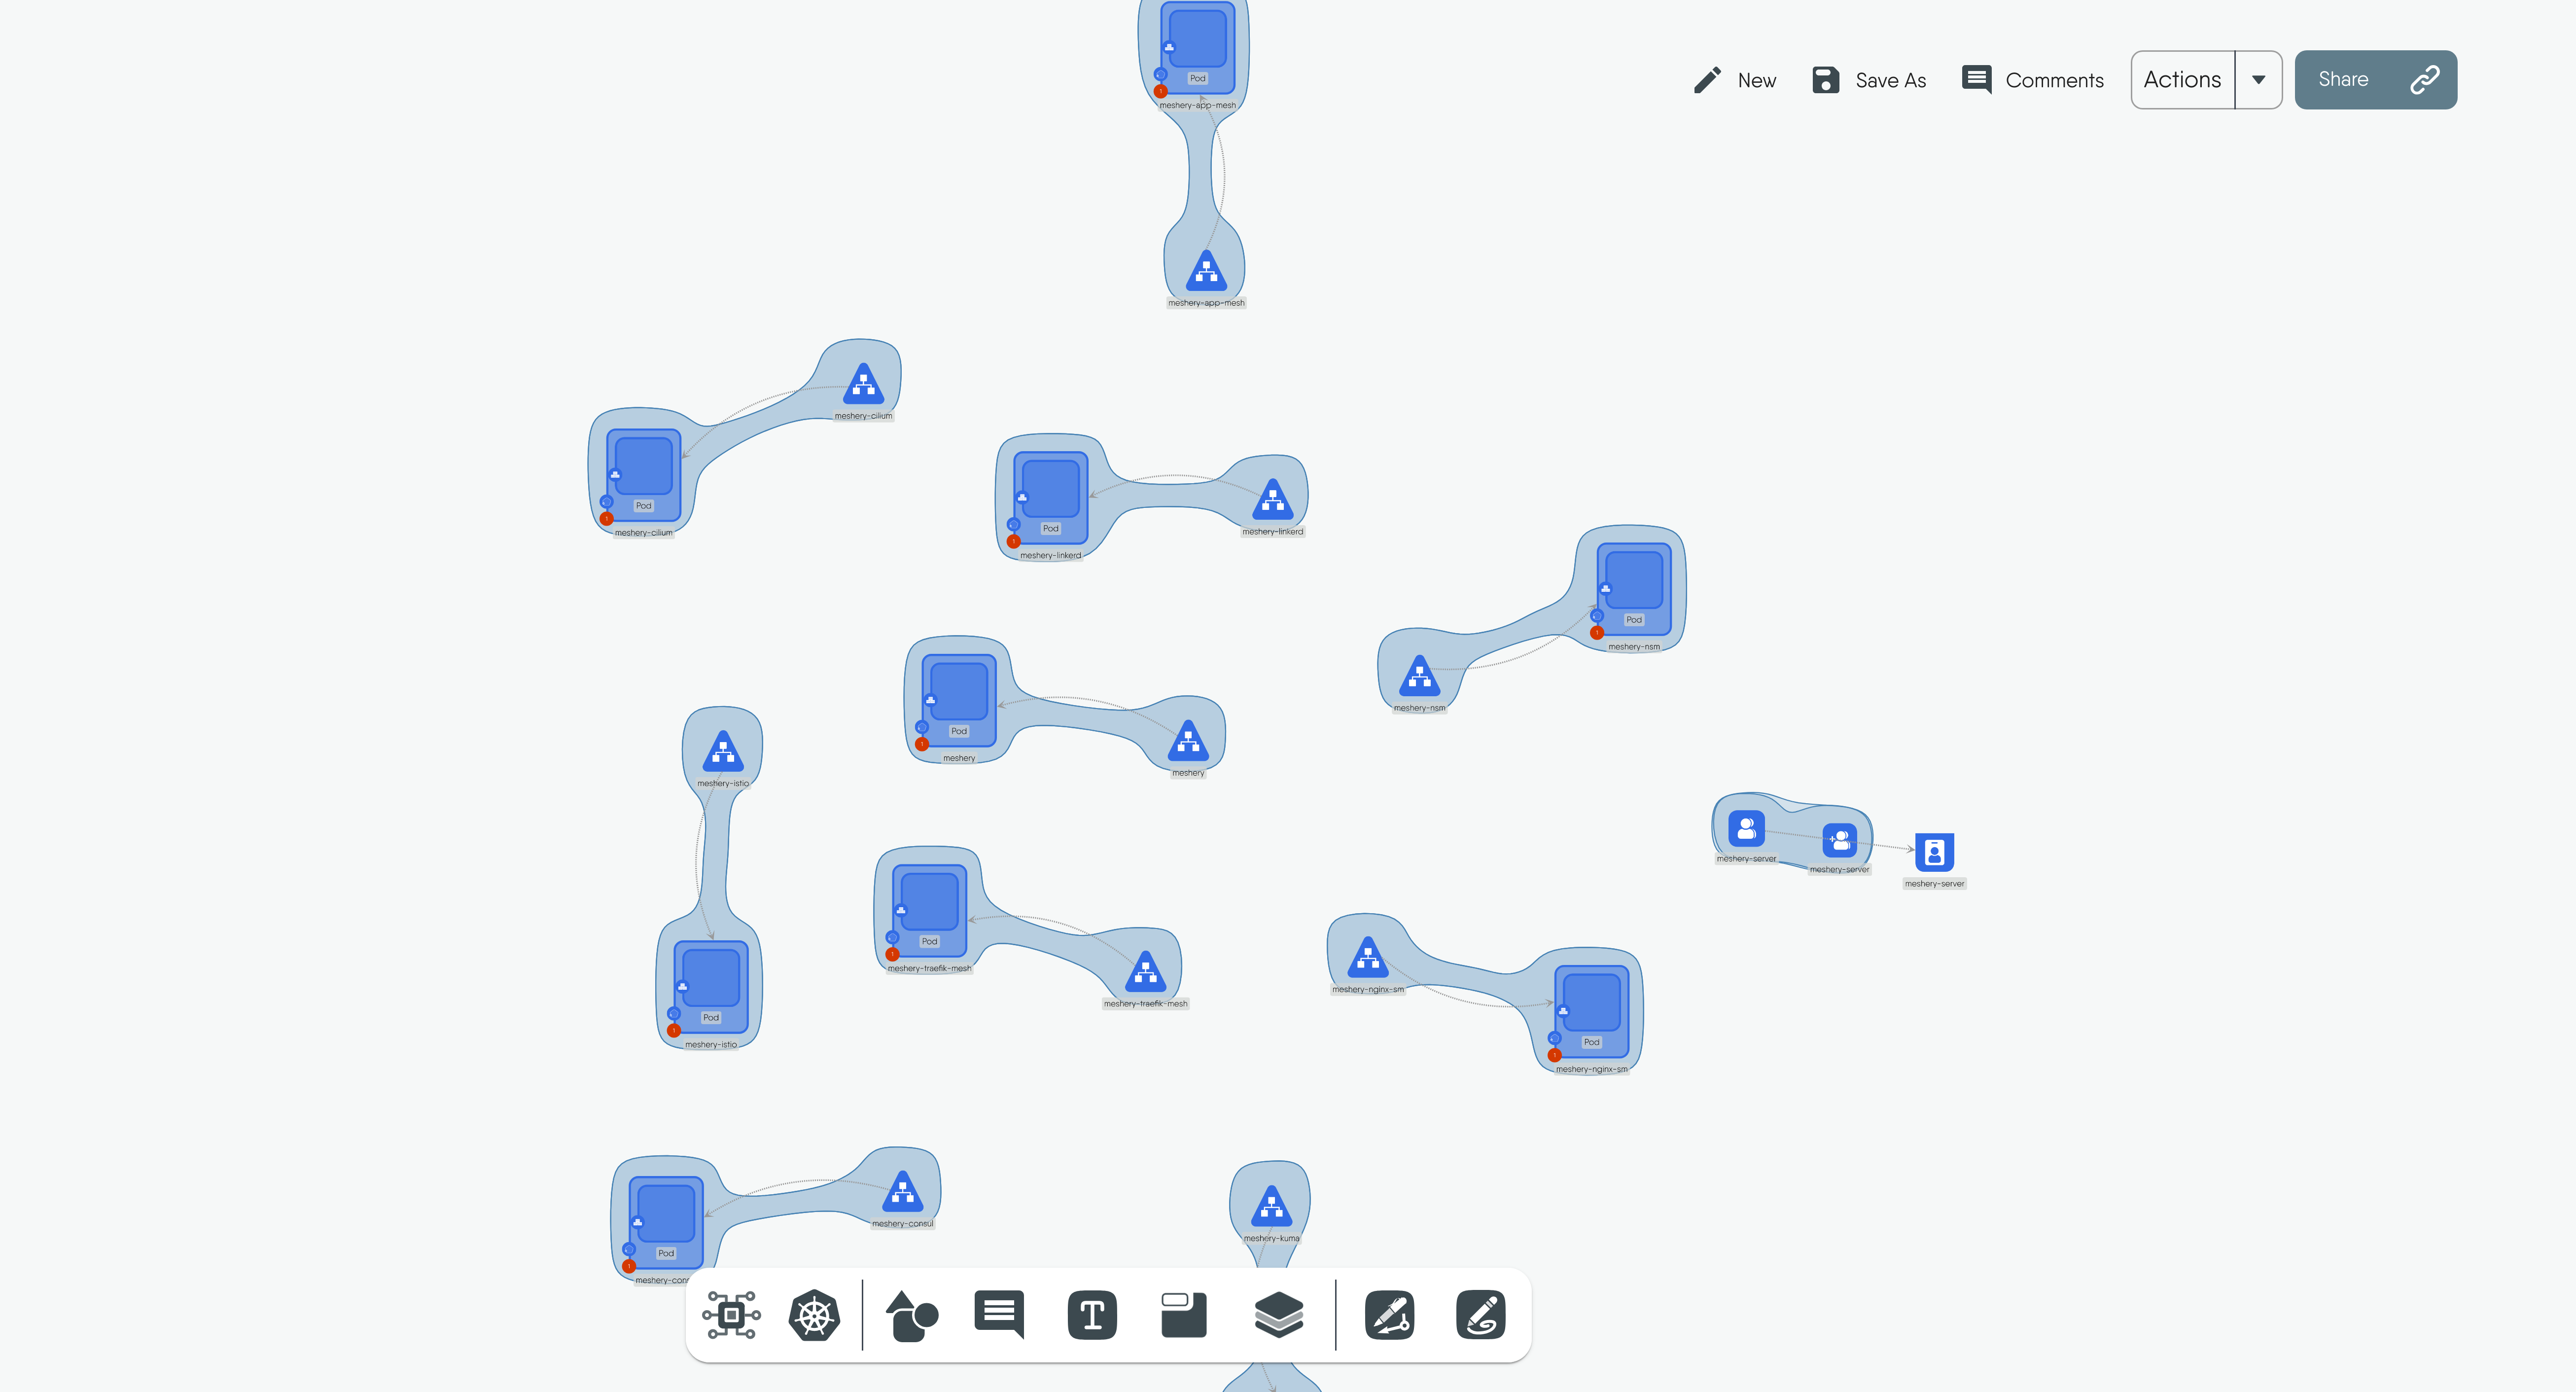 Pod
meshery-app-mesh
New
Save As
Comments
Actions
Share
meshery-app-mesh
meshery-cilium
Pod
meshery-cilium
Pod
meshery-linkerd
meshery-linkerd
Pod
meshery-nsm
meshery-nsm
Pod
meshery
meshery
meshery-istio
meshery-server
meshery-server
meshery-server
Pod
meshery-traefik-mesh
meshery-traefik-mesh
meshery-nginx-sm
Pod
meshery-istio
Pod
meshery-nginx-sm
meshery-consul
Pod
meshery-kuma
T